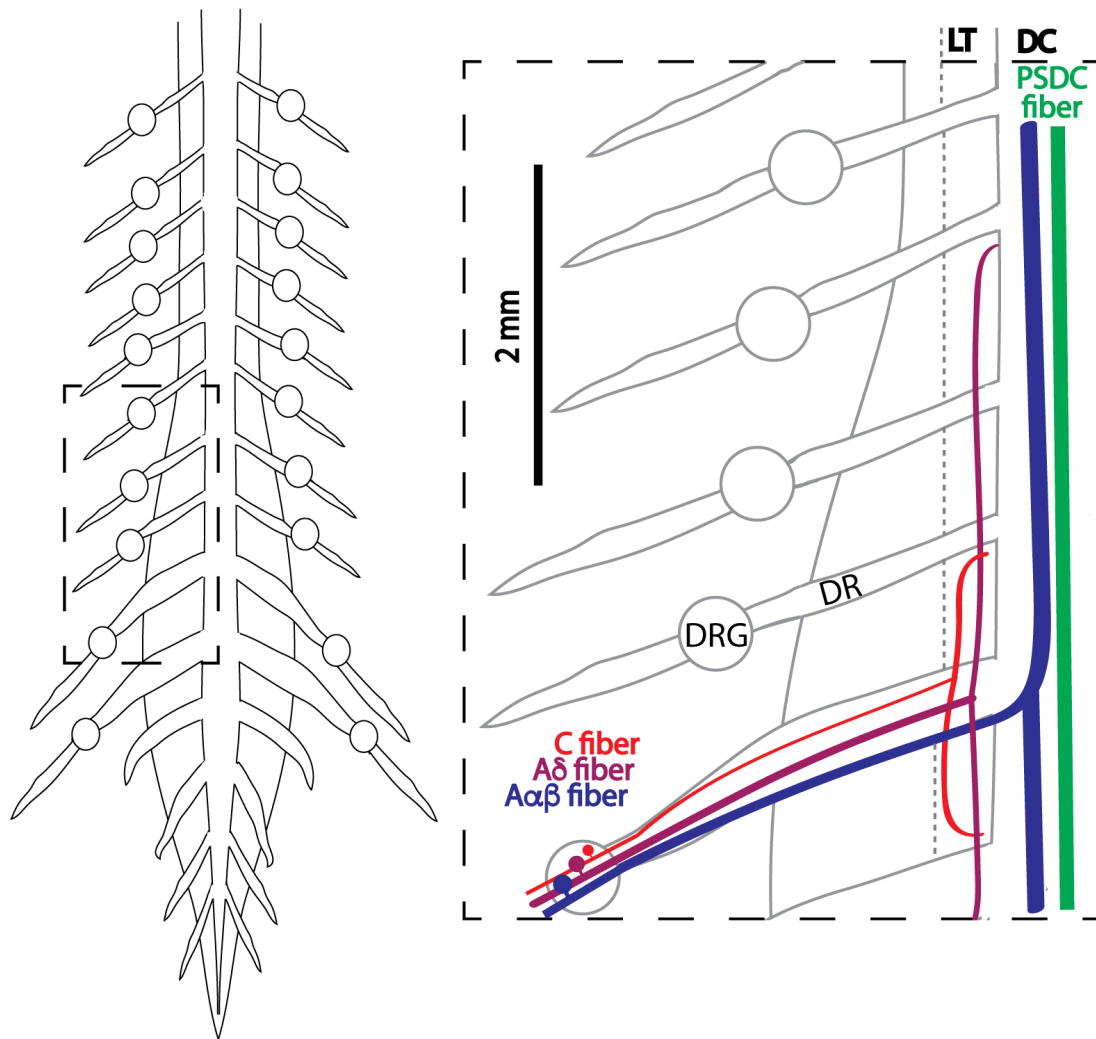 LT DC
PSDC
fiber
2 mm
DR
DRG
C fiber
Aδ fiber
Aαβ fiber